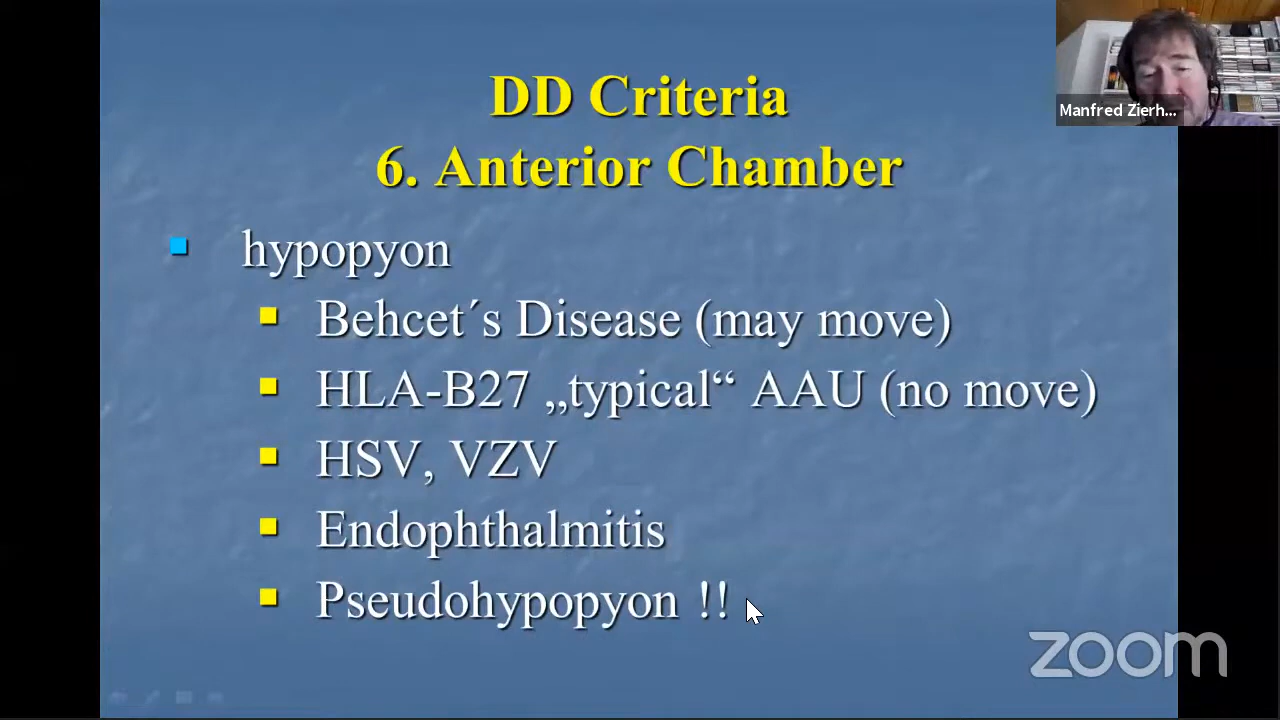 DD Criteria
6. Anterior Chamber
hypopyon
Behcet´s Disease (may move)
HLA-B27 „typical“ AAU (no move)
HSV, VZV
Endophthalmitis
Pseudohypopyon !!
Manfred Zierh...
zoom